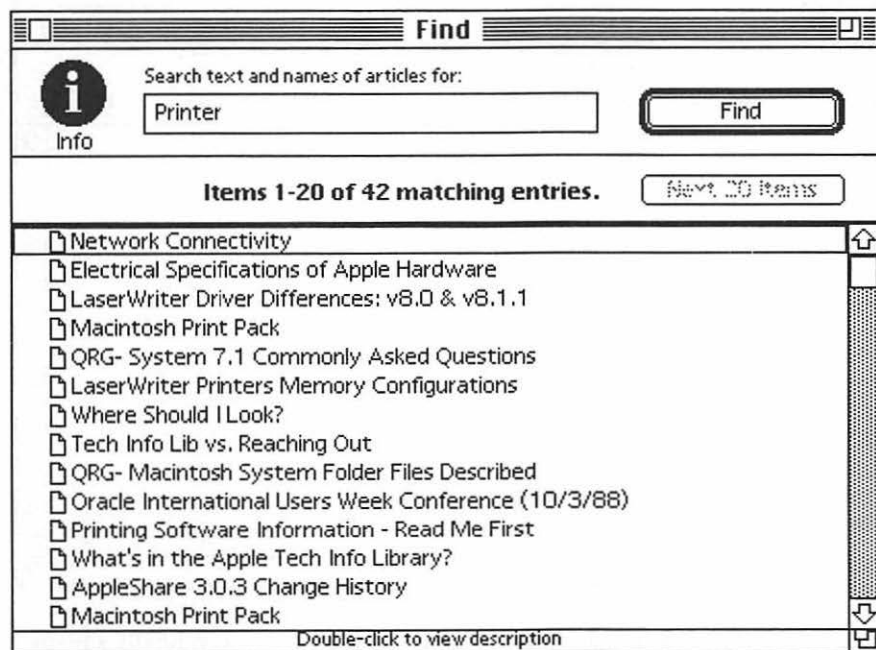 Find
Search text and names of articles for:
Printer
Find
Info
Items 1-20 of 42 matching entries.
Next 20 Items
Network Connectivity
Electrical Specifications of Apple Hardware
LaserWriter Driver Differences: v8.0 & v8.1.1
Macintosh Print Pack
QRG- System 7.1 Commonly Asked Questions
LaserWriter Printers Memory Configurations
Where Should I Look?
Tech Info Lib vs. Reaching Out
QRG- Macintosh System Folder Files Described
Oracle International Users Week Conference (10/3/88)
Printing Software Information - Read Me First
What's in the Apple Tech Info Library?
AppleShare 3.0.3 Change History
Macintosh Print Pack
Double-click to view description